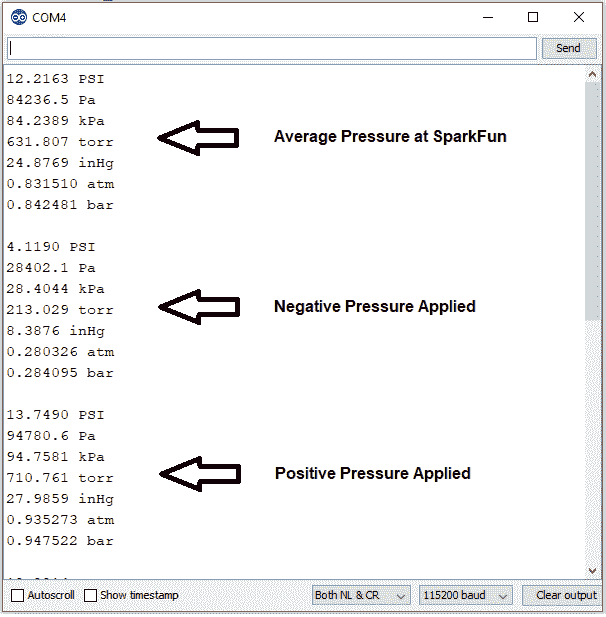 COM4
Send
12.2163 PSI
84236.5 Pa
84.2389 kPa
631.807 torr
Average Pressure at SparkFun
24.8769 inHg
0.831510 atm
0.842481 bar
4.1190 PSI
28402.1 Pa
28.4044 kPa
213.029 torr
Negative Pressure Applied
8.3876 inHg
0.280326 atm
0.284095 bar
13.7490 PSI
94780.6 Pa
94.7581 kPa
710.761 torr
Positive Pressure Applied
27.9859 inHg
0.935273 atm
0.947522 bar
Autoscroll Show timestamp Both NL & CR 115200 baud Clear output